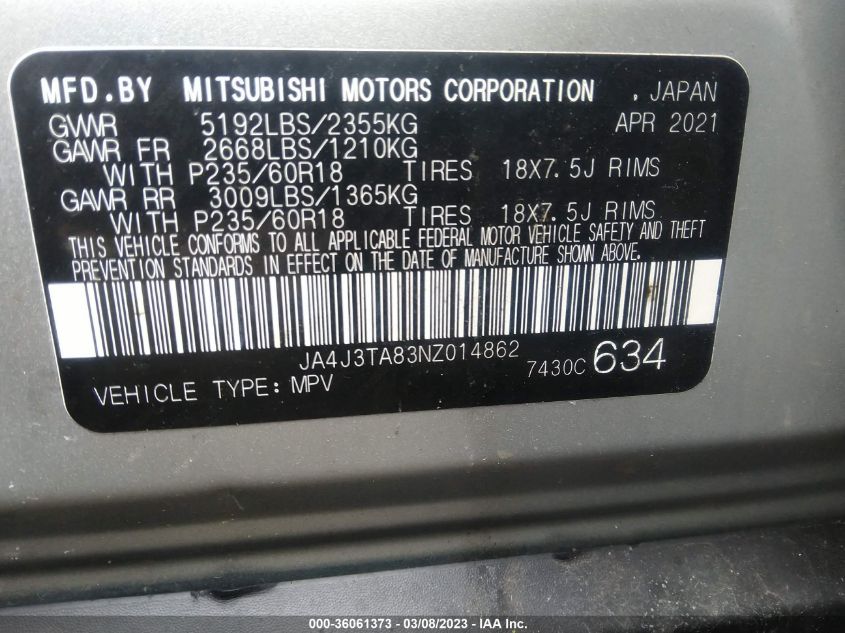 MFD.BY MITSUBISHI MOTORS CORPORATION , JAPAN
GVWR 5192LBS/2355KG APR 2021
GAWR FR 2668LBS/1210KG
WITH P235/60R18 TIRES 18X7.5J RIMS
GAWR RR 3009LBS/1365KG
WITH P235/60R18 TIRES 18X7.5J RIMS
THIS VEHICLE CONFORMS TO ALL APPLICABLE FEDERAL MOTOR VEHICLE SAFETY AND THEFT
PREVENTION STANDARDS IN EFFECT ON THE DATE OF MANUFACTURE SHOWN ABOVE.
JA4J3TA83NZ014862 7430C 634
VEHICLE TYPE: MPV
000-36061373 - 03/08/2023 - IAA Inc.